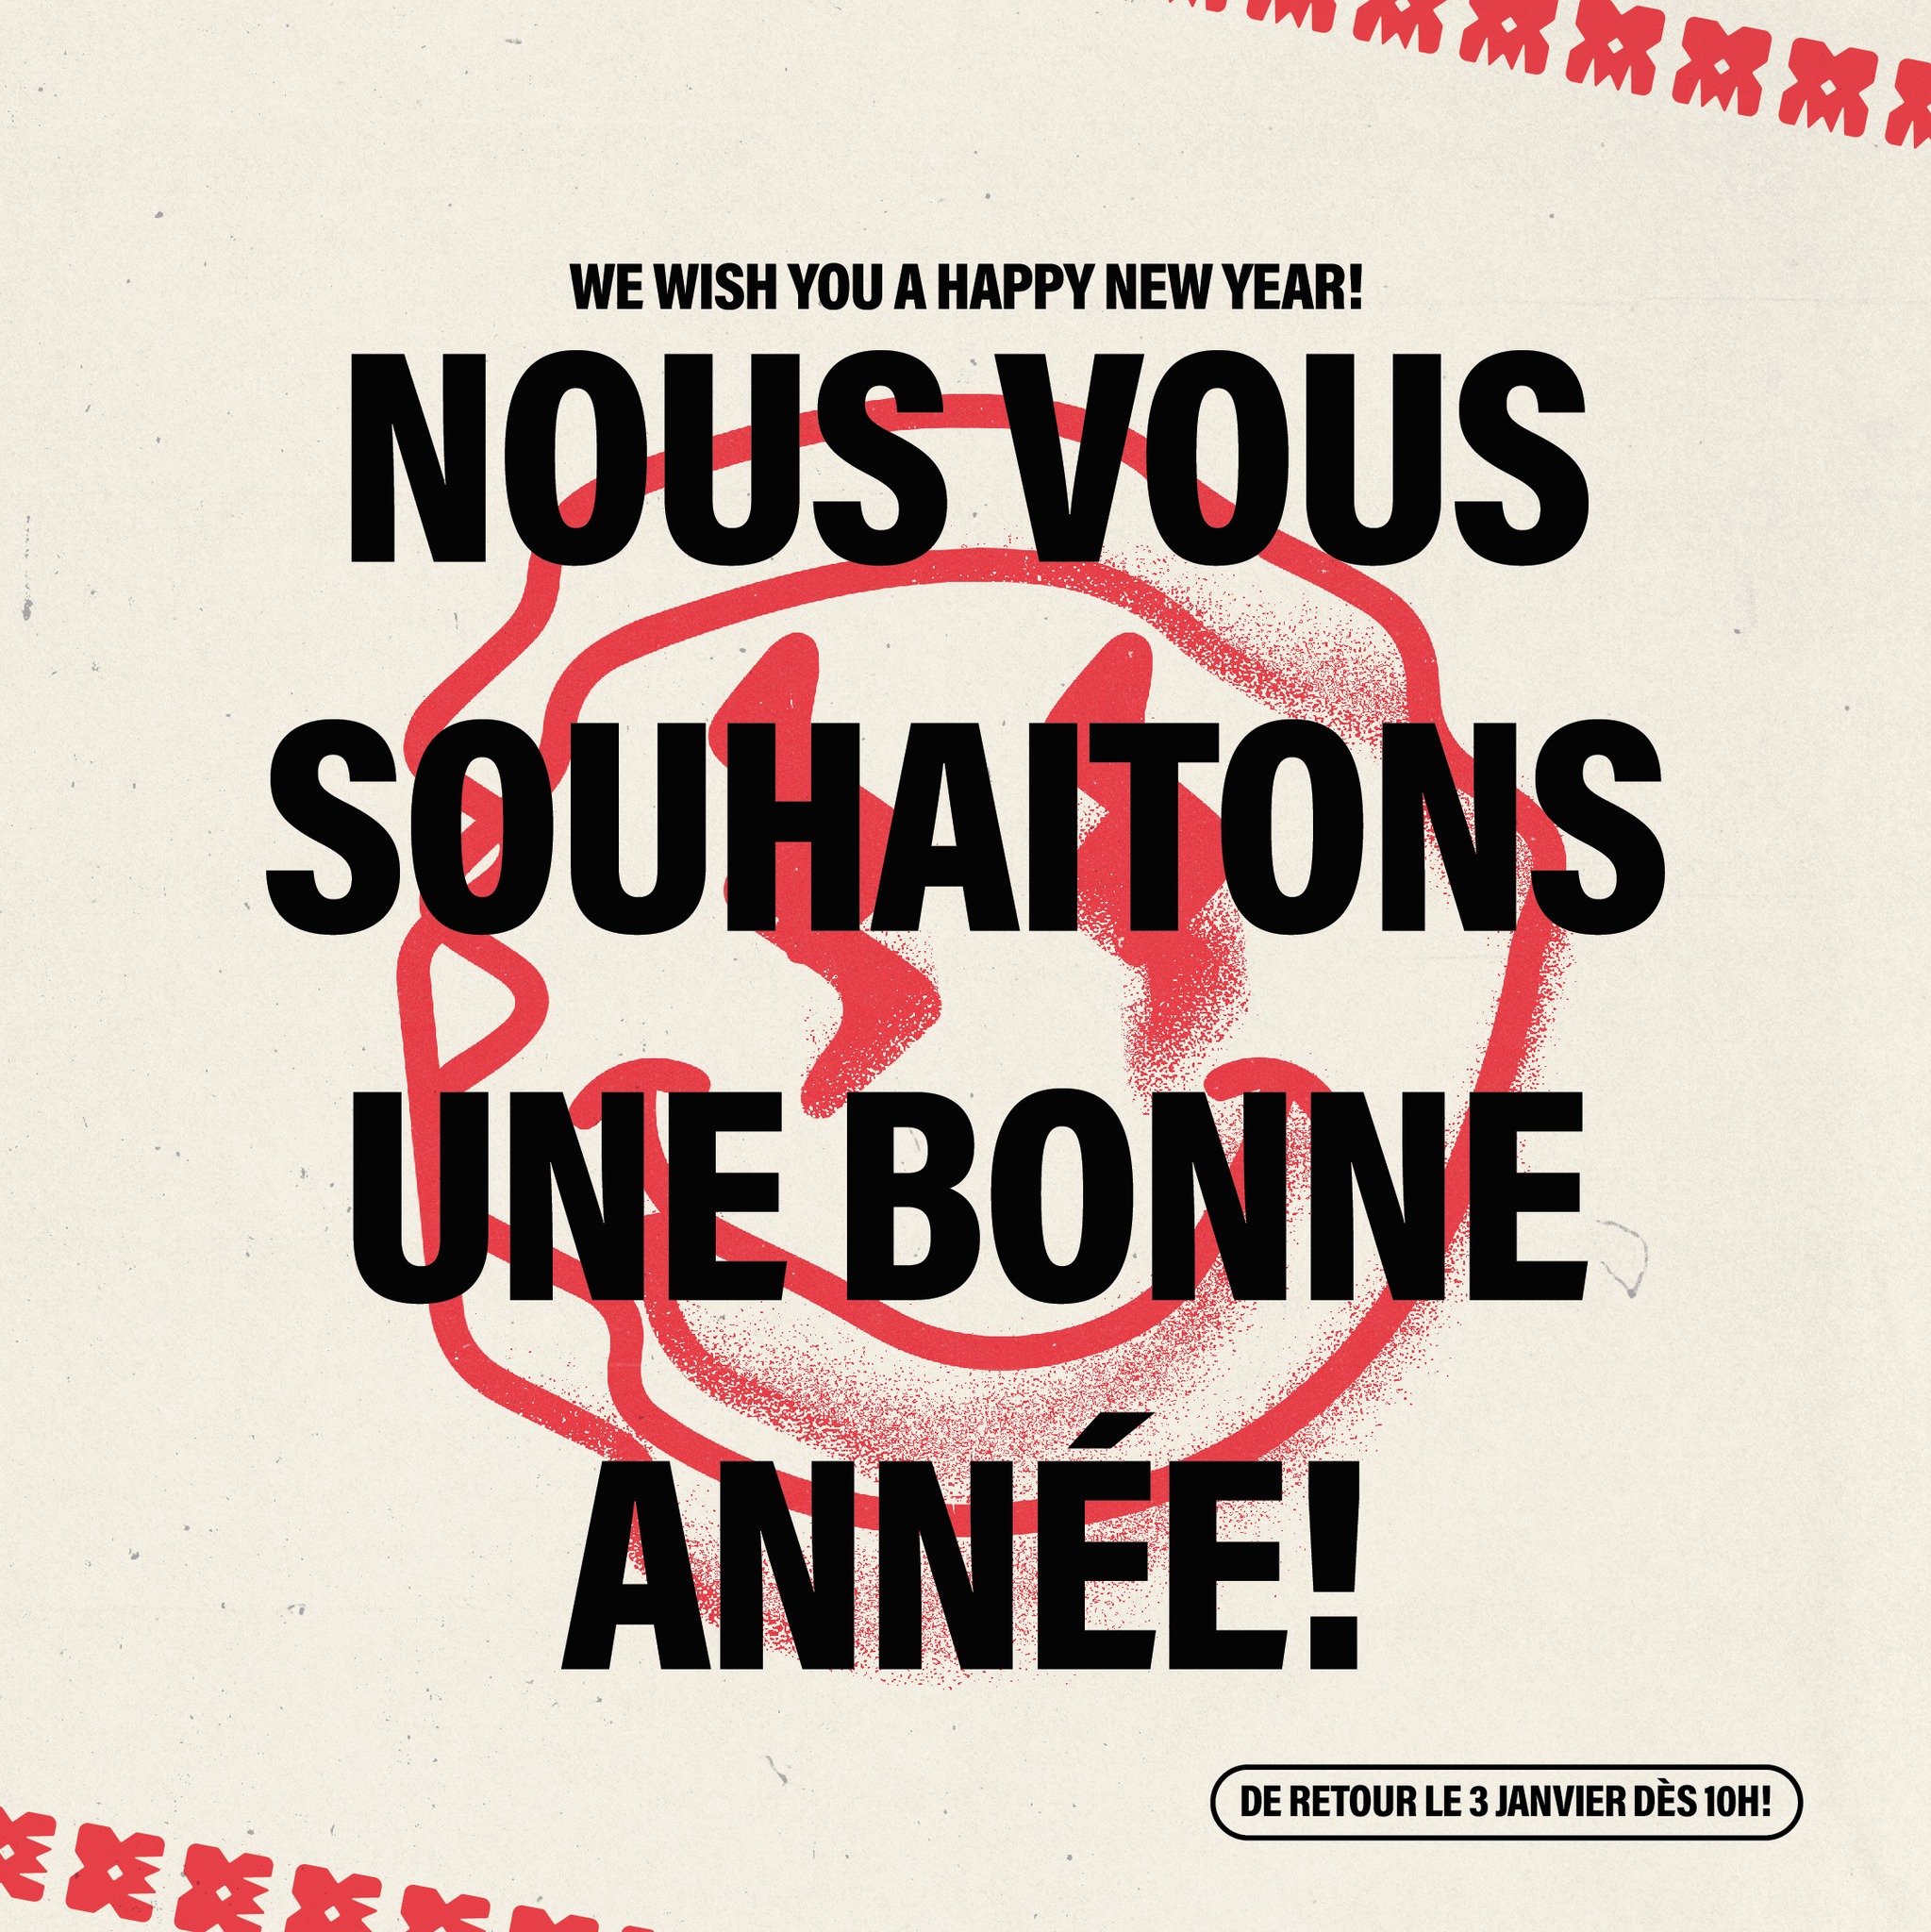 WE WISH YOU A HAPPY NEW YEAR!
NOUS VOUS
SOUHAITONS
UNE BONNE
ANNÉE!
DE RETOUR LE 3 JANVIER DÈS 10H!